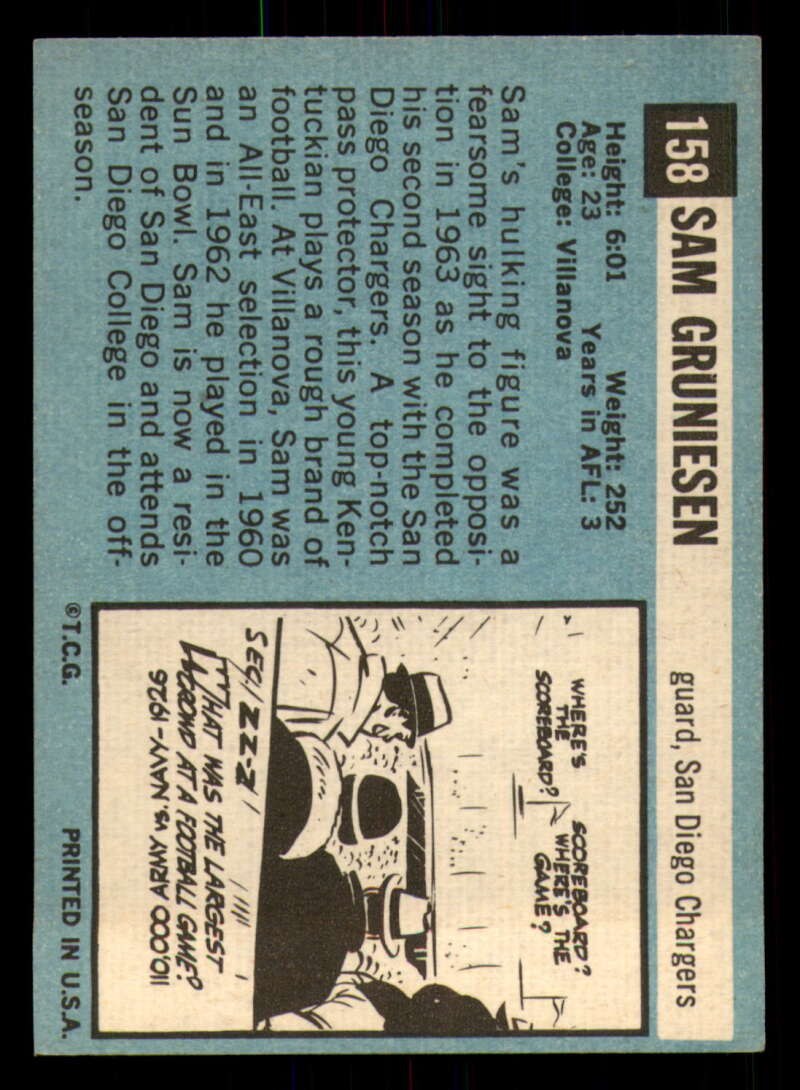 158 SAM GRUNIESEN guard, San Diego Chargers
Height: 6:01 Weight: 252
Age: 23 Years in AFL: 3
College: Villanova
Sam's hulking figure was a
fearsome sight to the opposi-
tion in 1963 as he completed
his second season with the San
Diego Chargers. A top-notch
pass protector, this young Ken-
tuckian plays a rough brand of
football. At Villanova, Sam was
an All-East selection in 1960
and in 1962 he played in the
Sun Bowl. Sam is now a resi-
dent of San Diego and attends
San Diego College in the off-
season.
WHERE'S
THE
SCOREBOARD?
SCOREBOARD?
WHERE'S THE
GAME?
SEC/ ZZ-Z
WHAT WAS THE LARGEST
CROWD AT A FOOTBALL GAME?
110,000 ARMY vs. NAVY - 1926
©T.C.G. PRINTED IN U.S.A.